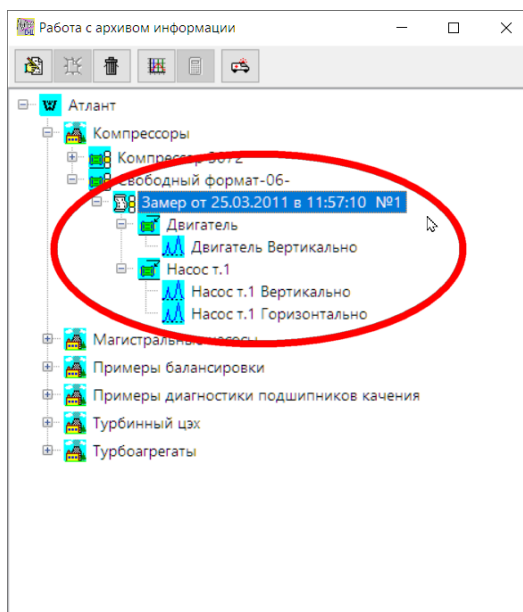 Работа с архивом информации
Атлант
Компрессоры
Компрессор
Свободный формат-06-
Замер от 25.03.2011 в 11:57:10 №1
Двигатель
Двигатель Вертикально
Насос т.1
Насос т.1 Вертикально
Насос т.1 Горизонтально
Магистральные насосы
Примеры балансировки
Примеры диагностики подшипников качения
Турбинный цэх
Турбоагрегаты